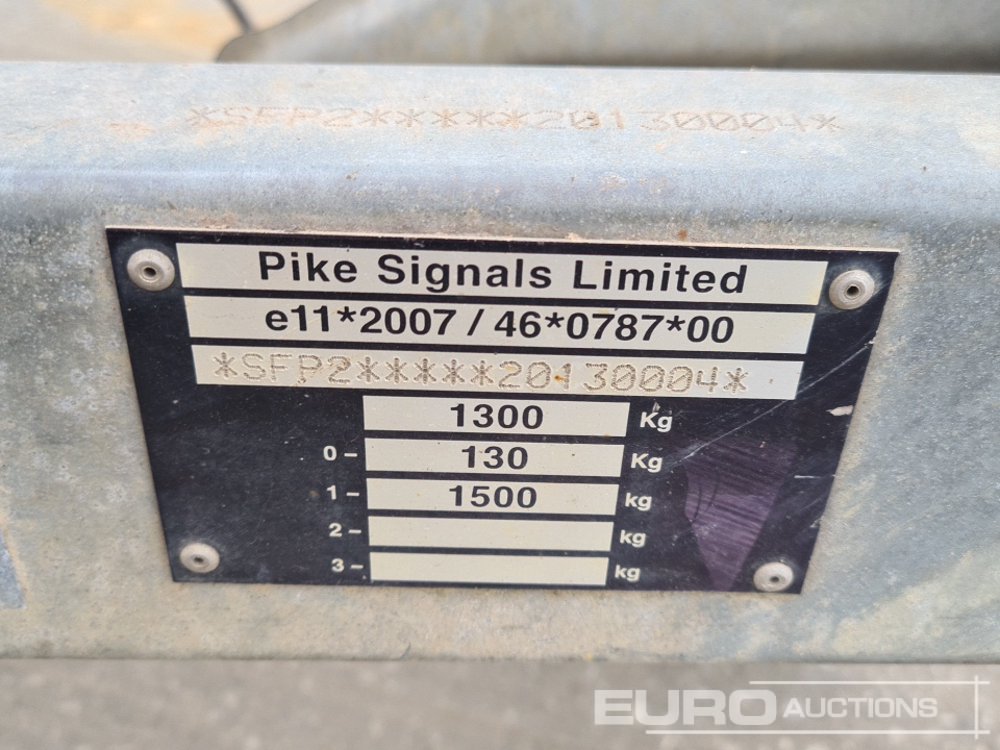 *SFP2*****20130004*
Pike Signals Limited
e11*2007 / 46*0787*00
*SFP2*****20130004*
1300 Kg
0 – 130 Kg
1 – 1500 kg
2 – kg
3 – kg
EURO AUCTIONS